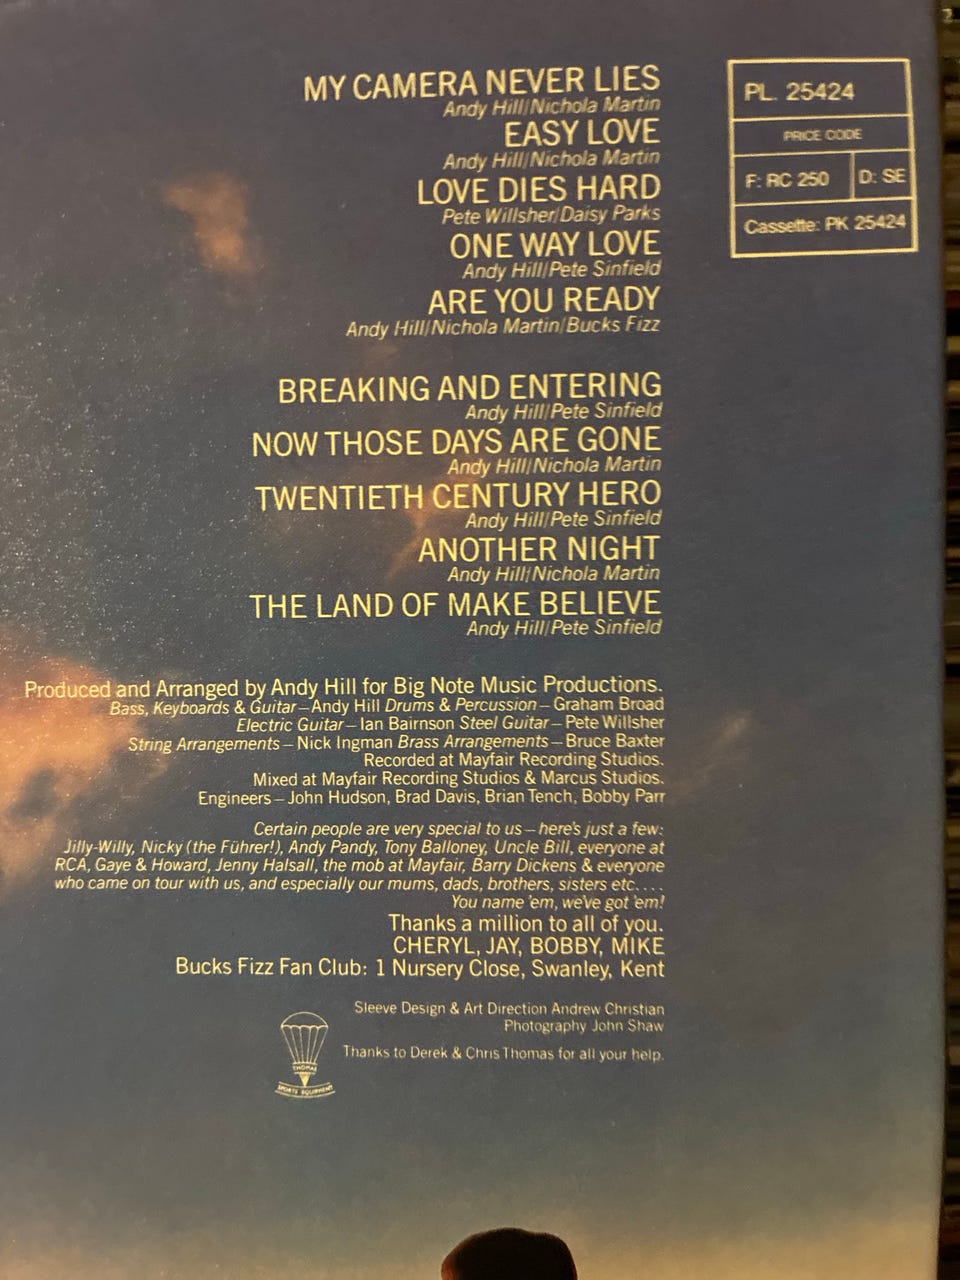 MY CAMERA NEVER LIES
Andy Hill/Nichola Martin
EASY LOVE
Andy Hill/Nichola Martin
LOVE DIES HARD
Pete Willsher/Daisy Parks
ONE WAY LOVE
Andy Hill/Pete Sinfield
ARE YOU READY
Andy Hill/Nichola Martin/Bucks Fizz
BREAKING AND ENTERING
Andy Hill/Pete Sinfield
NOW THOSE DAYS ARE GONE
Andy Hill/Nichola Martin
TWENTIETH CENTURY HERO
Andy Hill/Pete Sinfield
ANOTHER NIGHT
Andy Hill/Nichola Martin
THE LAND OF MAKE BELIEVE
Andy Hill/Pete Sinfield
Produced and Arranged by Andy Hill for Big Note Music Productions.
Bass, Keyboards & Guitar – Andy Hill Drums & Percussion – Graham Broad
Electric Guitar – Ian Bairnson Steel Guitar – Pete Willsher
String Arrangements – Nick Ingman Brass Arrangements – Bruce Baxter
Recorded at Mayfair Recording Studios.
Mixed at Mayfair Recording Studios & Marcus Studios.
Engineers – John Hudson, Brad Davis, Brian Tench, Bobby Parr
Certain people are very special to us – here's just a few:
Jilly-Willy, Nicky (the Führer!), Andy Pandy, Tony Balloney, Uncle Bill, everyone at
RCA, Gaye & Howard, Jenny Halsall, the mob at Mayfair, Barry Dickens & everyone
who came on tour with us, and especially our mums, dads, brothers, sisters etc....
You name 'em, we've got 'em!
Thanks a million to all of you.
CHERYL, JAY, BOBBY, MIKE
Bucks Fizz Fan Club: 1 Nursery Close, Swanley, Kent
Sleeve Design & Art Direction Andrew Christian
Photography John Shaw
Thanks to Derek & Chris Thomas for all your help.
THOMAS
SPORTS EQUIPMENT
PL. 25424
PRICE CODE
F: RC 250 D: SE
Cassette: PK 25424